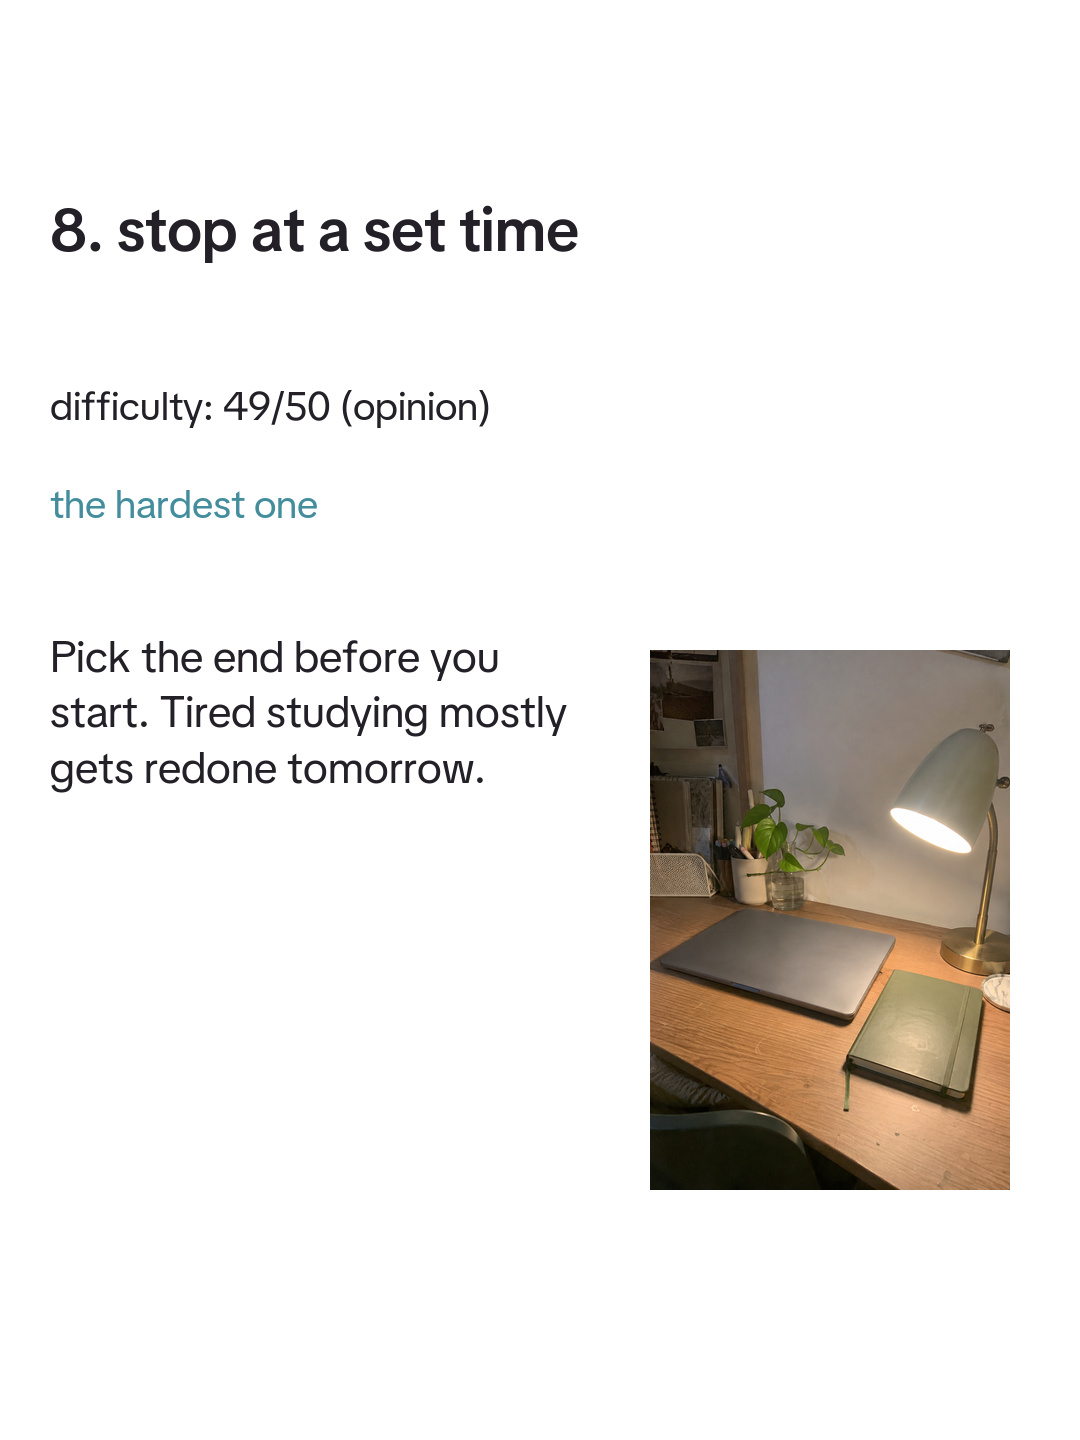 8. stop at a set time
difficulty: 49/50 (opinion)
the hardest one
Pick the end before you
start. Tired studying mostly
gets redone tomorrow.